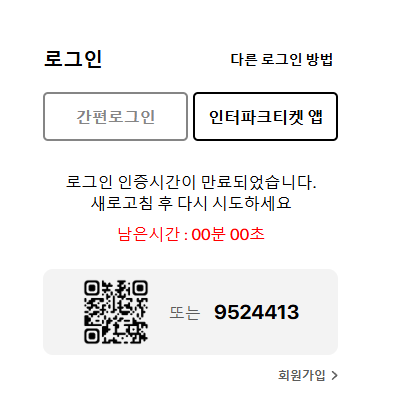 로그인 다른 로그인 방법
간편로그인 인터파크티켓 앱
로그인 인증시간이 만료되었습니다.
새로고침 후 다시 시도하세요
남은시간 : 00분 00초
또는 9524413
회원가입 >